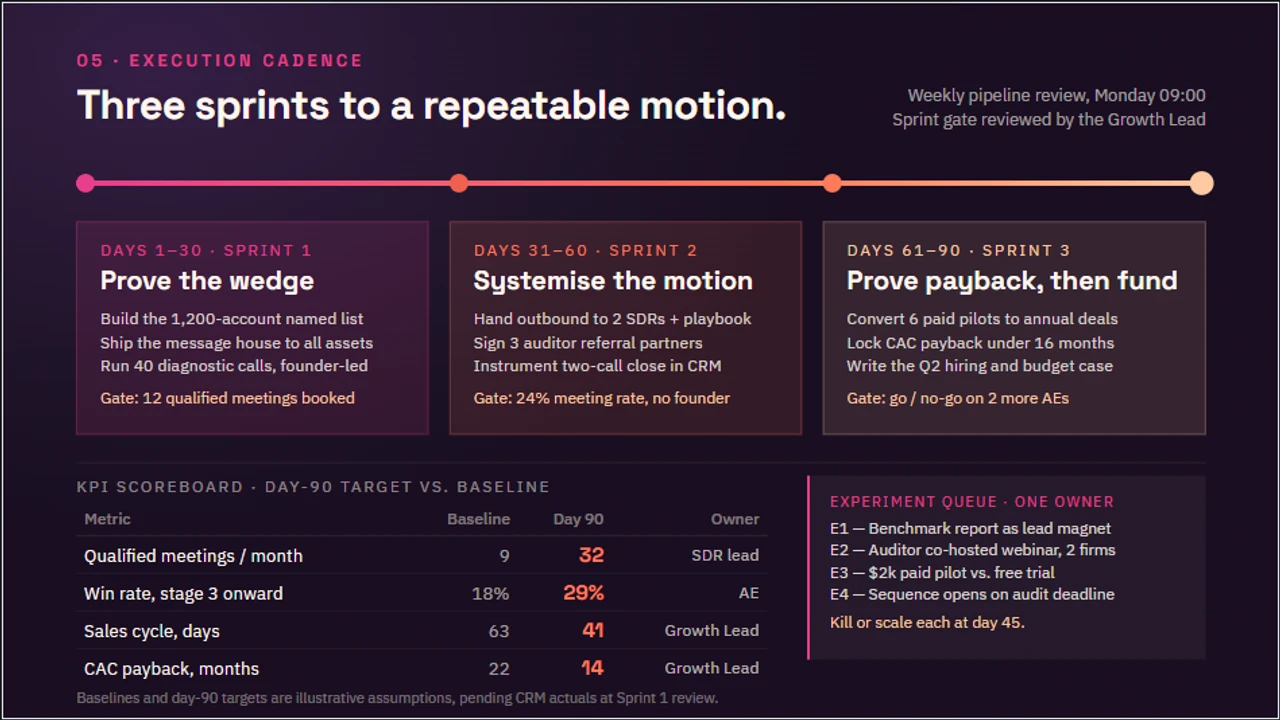 05 · EXECUTION CADENCE
Three sprints to a repeatable motion.
Weekly pipeline review, Monday 09:00
Sprint gate reviewed by the Growth Lead
DAYS 1–30 · SPRINT 1
Prove the wedge
Build the 1,200-account named list
Ship the message house to all assets
Run 40 diagnostic calls, founder-led
Gate: 12 qualified meetings booked
DAYS 31–60 · SPRINT 2
Systemise the motion
Hand outbound to 2 SDRs + playbook
Sign 3 auditor referral partners
Instrument two-call close in CRM
Gate: 24% meeting rate, no founder
DAYS 61–90 · SPRINT 3
Prove payback, then fund
Convert 6 paid pilots to annual deals
Lock CAC payback under 16 months
Write the Q2 hiring and budget case
Gate: go / no-go on 2 more AEs
KPI SCOREBOARD · DAY-90 TARGET VS. BASELINE
Metric Baseline Day 90 Owner
Qualified meetings / month 9 32 SDR lead
Win rate, stage 3 onward 18% 29% AE
Sales cycle, days 63 41 Growth Lead
CAC payback, months 22 14 Growth Lead
Baselines and day-90 targets are illustrative assumptions, pending CRM actuals at Sprint 1 review.
EXPERIMENT QUEUE · ONE OWNER
E1 — Benchmark report as lead magnet
E2 — Auditor co-hosted webinar, 2 firms
E3 — $2k paid pilot vs. free trial
E4 — Sequence opens on audit deadline
Kill or scale each at day 45.